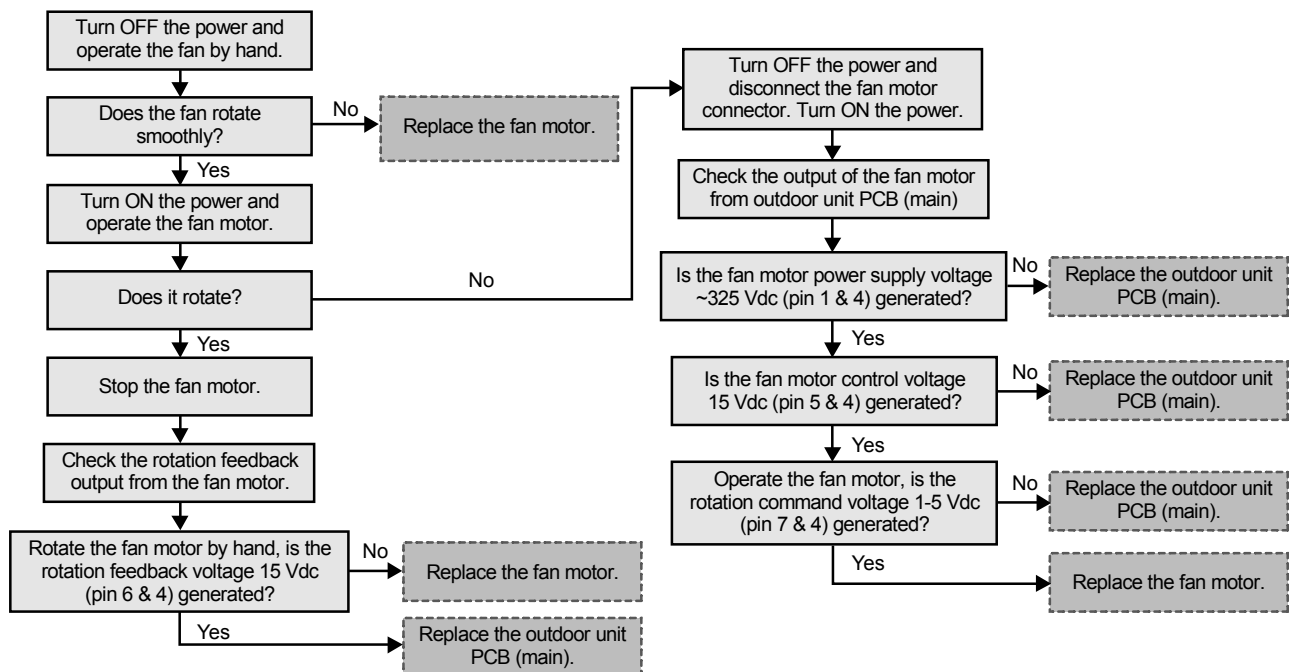 Turn OFF the power and
operate the fan by hand.
Does the fan rotate
smoothly?
No
Replace the fan motor.
Yes
Turn ON the power and
operate the fan motor.
Does it rotate?
No
Yes
Stop the fan motor.
Check the rotation feedback
output from the fan motor.
Rotate the fan motor by hand, is the
rotation feedback voltage 15 Vdc
(pin 6 & 4) generated?
No
Replace the fan motor.
Yes
Replace the outdoor unit
PCB (main).
Turn OFF the power and
disconnect the fan motor
connector. Turn ON the power.
Check the output of the fan motor
from outdoor unit PCB (main)
Is the fan motor power supply voltage
~325 Vdc (pin 1 & 4) generated?
No
Replace the outdoor unit
PCB (main).
Yes
Is the fan motor control voltage
15 Vdc (pin 5 & 4) generated?
No
Replace the outdoor unit
PCB (main).
Yes
Operate the fan motor, is the
rotation command voltage 1-5 Vdc
(pin 7 & 4) generated?
No
Replace the outdoor unit
PCB (main).
Yes
Replace the fan motor.